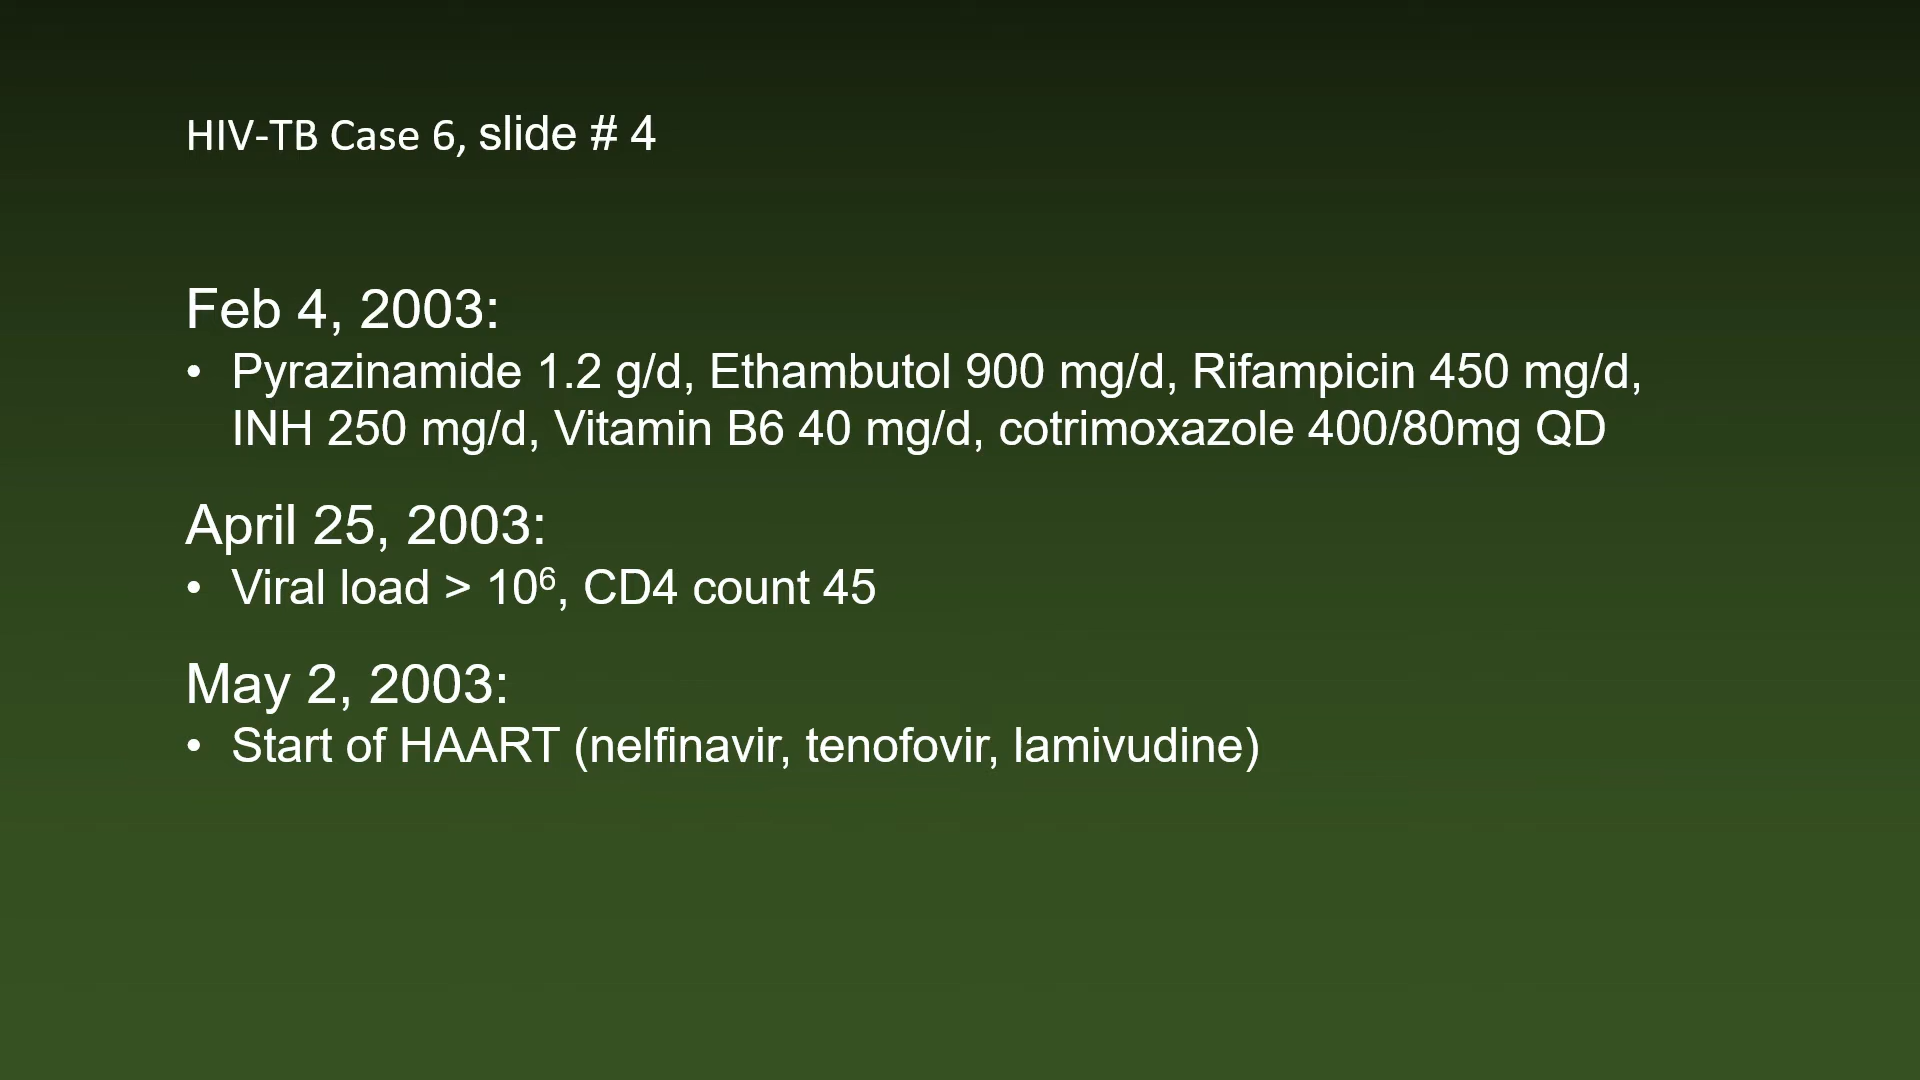 HIV-TB Case 6, slide # 4
Feb 4, 2003:
• Pyrazinamide 1.2 g/d, Ethambutol 900 mg/d, Rifampicin 450 mg/d,
INH 250 mg/d, Vitamin B6 40 mg/d, cotrimoxazole 400/80mg QD
April 25, 2003:
• Viral load > 10⁶, CD4 count 45
May 2, 2003:
• Start of HAART (nelfinavir, tenofovir, lamivudine)